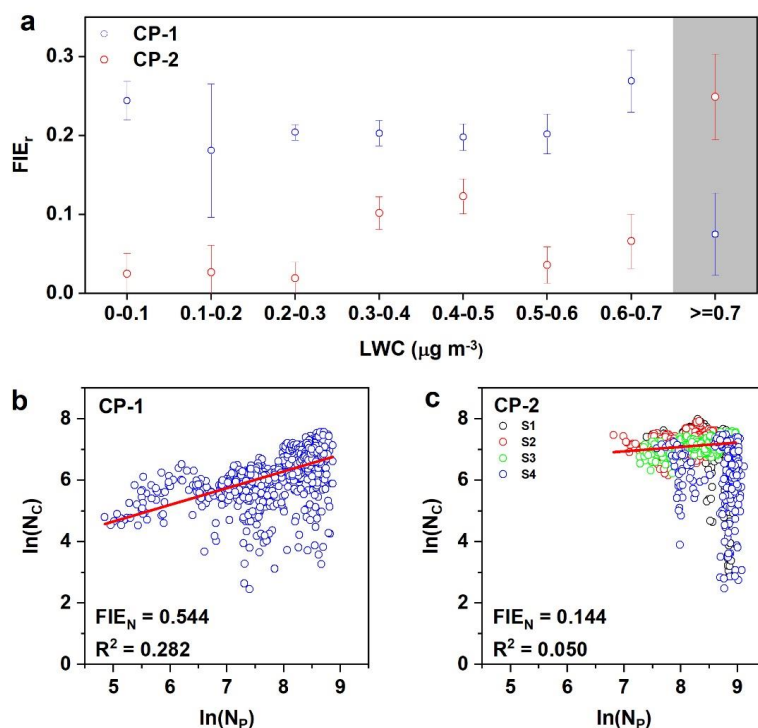 a
CP-1
CP-2
0.3
0.2
0.1
0.0
FIEr
0-0.1 0.1-0.2 0.2-0.3 0.3-0.4 0.4-0.5 0.5-0.6 0.6-0.7 >=0.7
LWC (μg m⁻³)
b
CP-1
8
6
4
2
0
ln(NC)
FIEN = 0.544
R² = 0.282
5 6 7 8 9
ln(NP)
c
CP-2
S1
S2
S3
S4
8
6
4
2
0
ln(NC)
FIEN = 0.144
R² = 0.050
5 6 7 8 9
ln(NP)